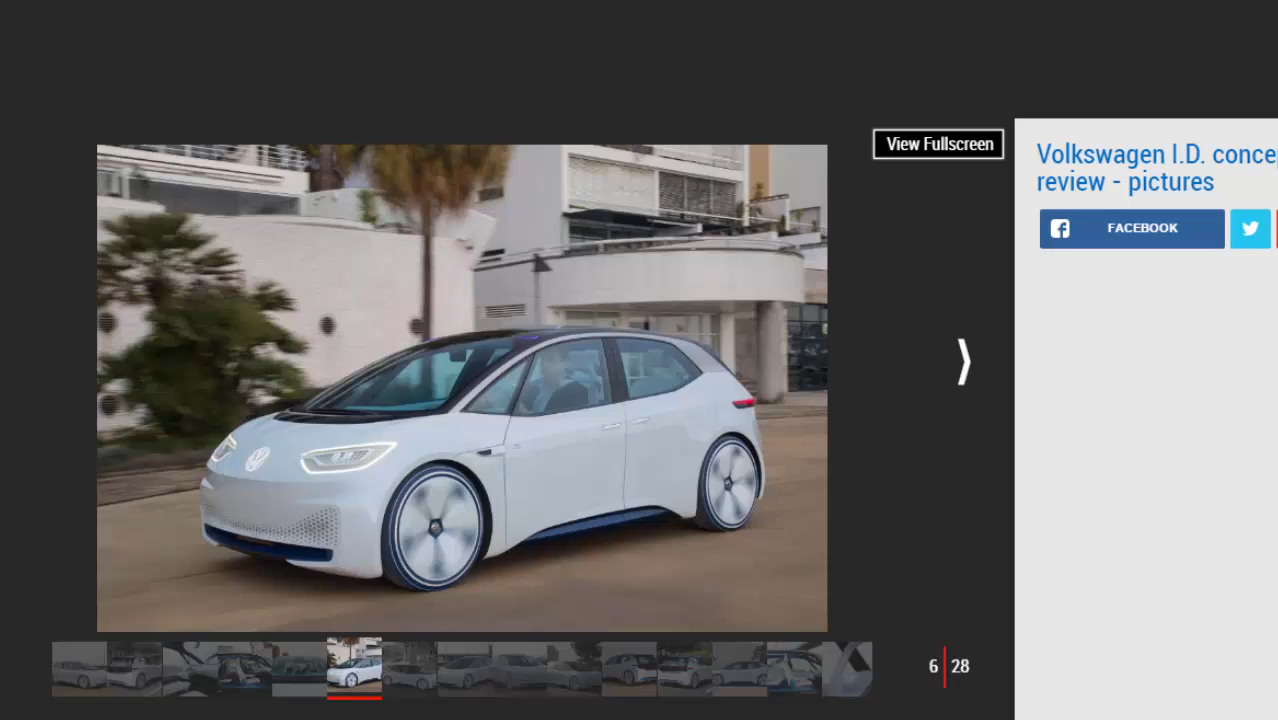 View Fullscreen
Volkswagen I.D. conce
review - pictures
FACEBOOK
6 28